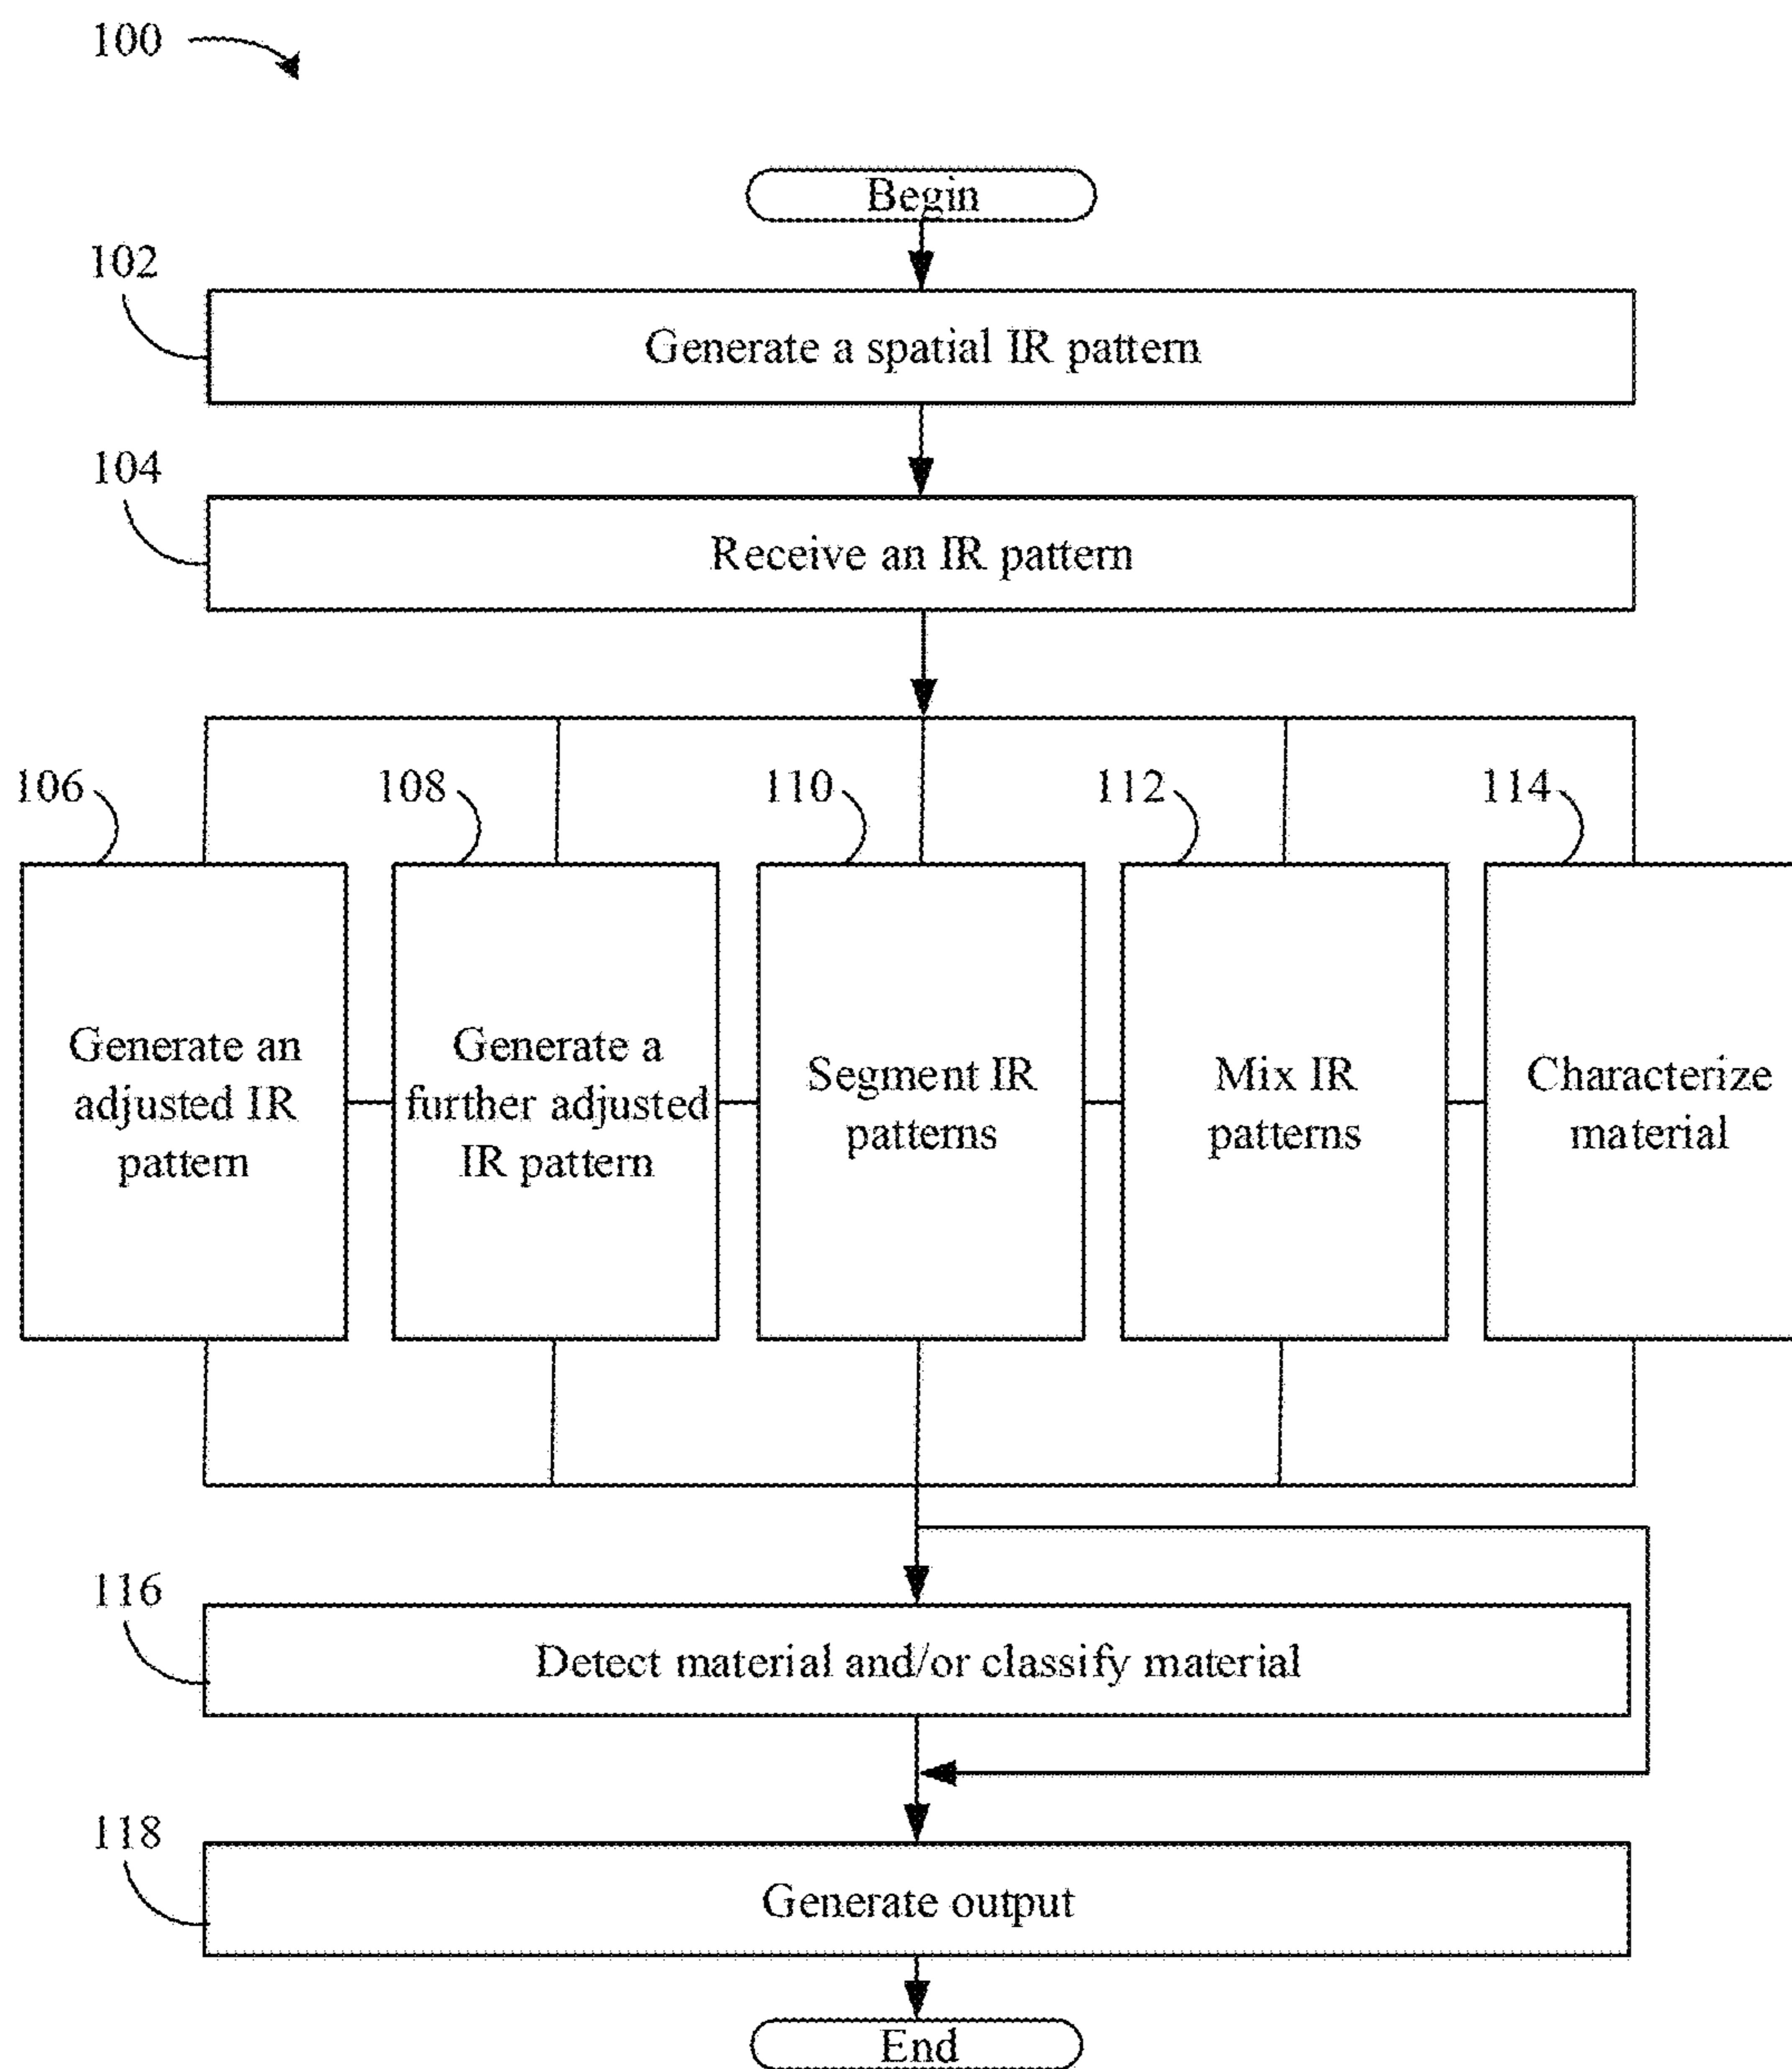 100
Begin
102
Generate a spatial IR pattern
104
Receive an IR pattern
106
108
110
112
114
Generate an
adjusted IR
pattern
Generate a
further adjusted
IR pattern
Segment IR
patterns
Mix IR
patterns
Characterize
material
116
Detect material and/or classify material
118
Generate output
End